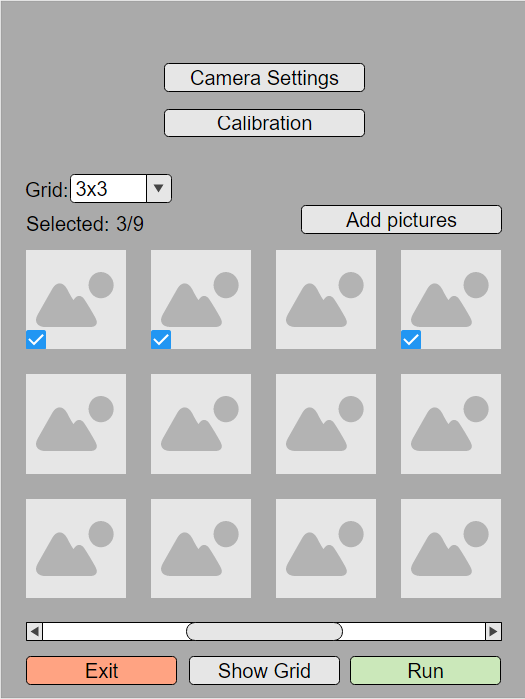 Camera Settings
Calibration
Grid: 3x3
Selected: 3/9
Add pictures
Exit
Show Grid
Run